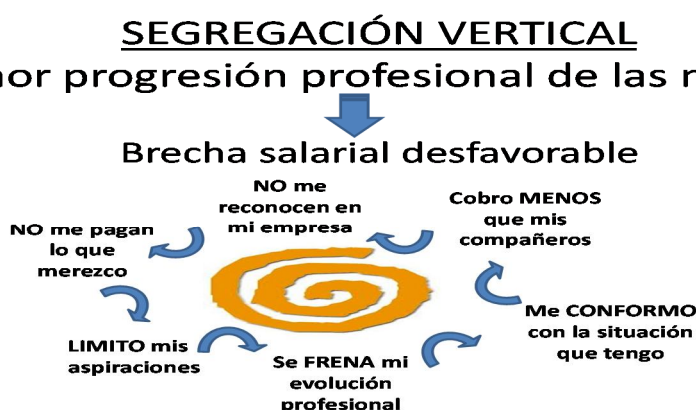 SEGREGACIÓN VERTICAL
nor progresión profesional de las
Brecha salarial desfavorable
NO me
reconocen en
mi empresa
Cobro MENOS
que mis
compañeros
Me CONFORMO
con la situación
que tengo
Se FRENA mi
evolución
profesional
LIMITO mis
aspiraciones
NO me pagan
lo que
merezco